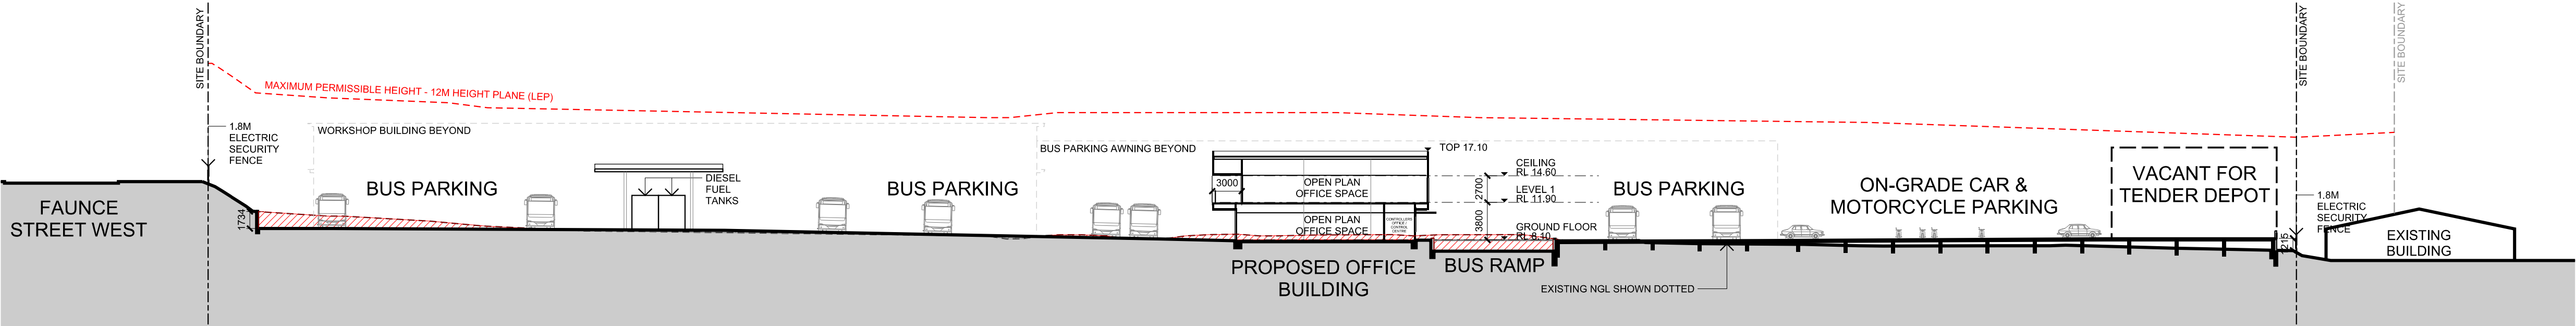 SITE BOUNDARY
MAXIMUM PERMISSIBLE HEIGHT - 12M HEIGHT PLANE (LEP)
1.8M
ELECTRIC
SECURITY
FENCE
WORKSHOP BUILDING BEYOND
BUS PARKING AWNING BEYOND
FAUNCE
STREET WEST
1734
BUS PARKING
DIESEL
FUEL
TANKS
BUS PARKING
TOP 17.10
3000
OPEN PLAN
OFFICE SPACE
OPEN PLAN
OFFICE SPACE
CONTROLLERS
OFFICE /
CONTROL
CENTRE
2700
3800
CEILING
RL 14.60
LEVEL 1
RL 11.90
GROUND FLOOR
RL 8.10
PROPOSED OFFICE
BUILDING
BUS RAMP
BUS PARKING
EXISTING NGL SHOWN DOTTED
ON-GRADE CAR &
MOTORCYCLE PARKING
VACANT FOR
TENDER DEPOT
SITE BOUNDARY
SITE BOUNDARY
1.8M
ELECTRIC
SECURITY
FENCE
EXISTING
BUILDING